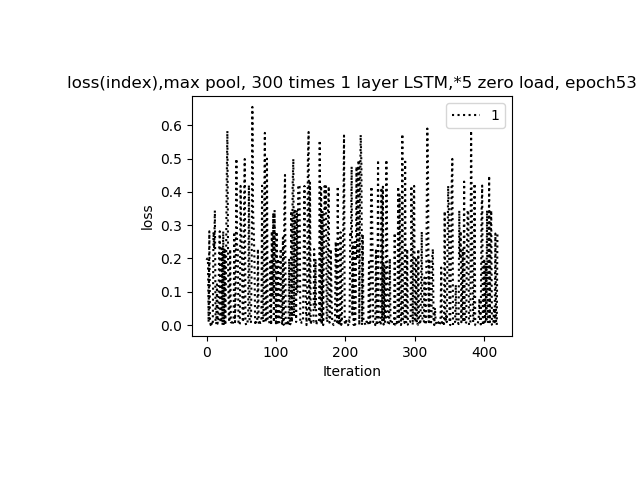 loss(index),max pool, 300 times 1 layer LSTM,*5 zero load, epoch53
1
loss
0.6
0.5
0.4
0.3
0.2
0.1
0.0
0 100 200 300 400
Iteration